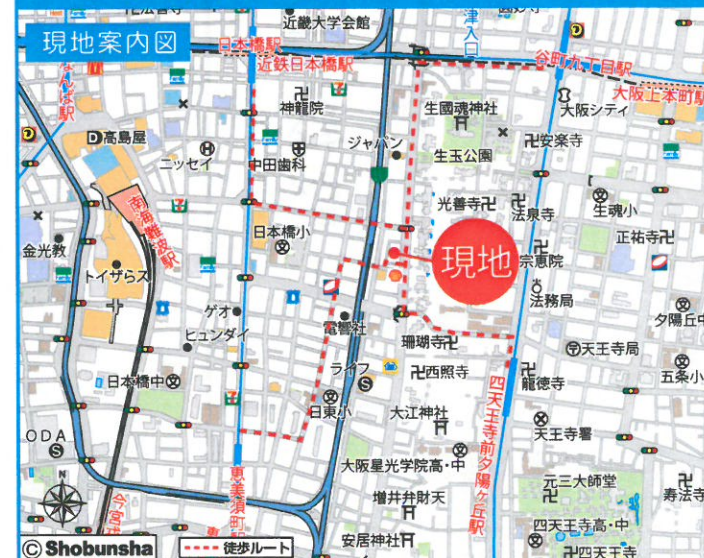 現地案内図
近畿大学会館
津入口
日本橋駅
近鉄日本橋駅
谷町九丁目駅
大阪上本町駅
神龍院
生國魂神社
大阪シティ
高島屋
ジャパン
安楽寺
ニッセイ
中田歯科
生玉公園
南海難波駅
光善寺
法泉寺
生魂小
日本橋小
正祐寺
金光教
現地
宗恵院
トイザらス
法務局
ゲオ
夕陽丘中
ヒュンダイ
電響社
珊瑚寺
天王寺局
ライフ
西照寺
龍徳寺
五条小
日本橋中
日東小
大江神社
四天王寺前夕陽ヶ丘駅
天王寺署
ODA
大阪星光学院高・中
恵美須町駅
元三大師堂
増井弁財天
寿法寺
今宮
四天王寺高・中
安居神社
四天王寺
N
© Shobunsha
徒歩ルート